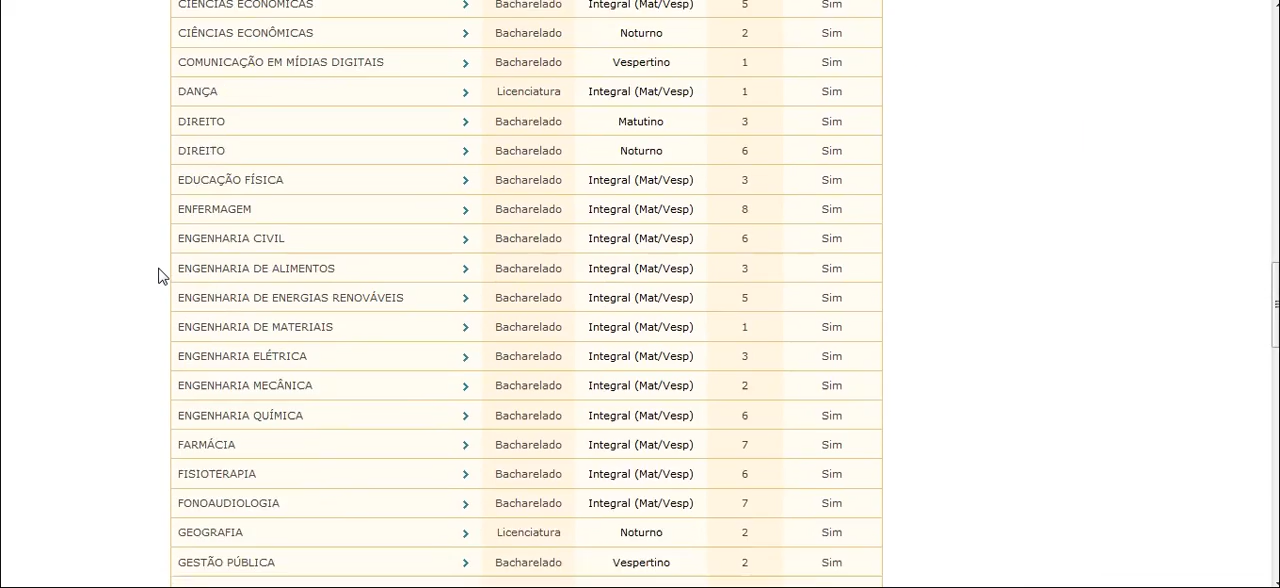 CIÊNCIAS ECONÔMICAS Bacharelado Integral (Mat/Vesp) 5 Sim
CIÊNCIAS ECONÔMICAS Bacharelado Noturno 2 Sim
COMUNICAÇÃO EM MÍDIAS DIGITAIS Bacharelado Vespertino 1 Sim
DANÇA Licenciatura Integral (Mat/Vesp) 1 Sim
DIREITO Bacharelado Matutino 3 Sim
DIREITO Bacharelado Noturno 6 Sim
EDUCAÇÃO FÍSICA Bacharelado Integral (Mat/Vesp) 3 Sim
ENFERMAGEM Bacharelado Integral (Mat/Vesp) 8 Sim
ENGENHARIA CIVIL Bacharelado Integral (Mat/Vesp) 6 Sim
ENGENHARIA DE ALIMENTOS Bacharelado Integral (Mat/Vesp) 3 Sim
ENGENHARIA DE ENERGIAS RENOVÁVEIS Bacharelado Integral (Mat/Vesp) 5 Sim
ENGENHARIA DE MATERIAIS Bacharelado Integral (Mat/Vesp) 1 Sim
ENGENHARIA ELÉTRICA Bacharelado Integral (Mat/Vesp) 3 Sim
ENGENHARIA MECÂNICA Bacharelado Integral (Mat/Vesp) 2 Sim
ENGENHARIA QUÍMICA Bacharelado Integral (Mat/Vesp) 6 Sim
FARMÁCIA Bacharelado Integral (Mat/Vesp) 7 Sim
FISIOTERAPIA Bacharelado Integral (Mat/Vesp) 6 Sim
FONOAUDIOLOGIA Bacharelado Integral (Mat/Vesp) 7 Sim
GEOGRAFIA Licenciatura Noturno 2 Sim
GESTÃO PÚBLICA Bacharelado Vespertino 2 Sim